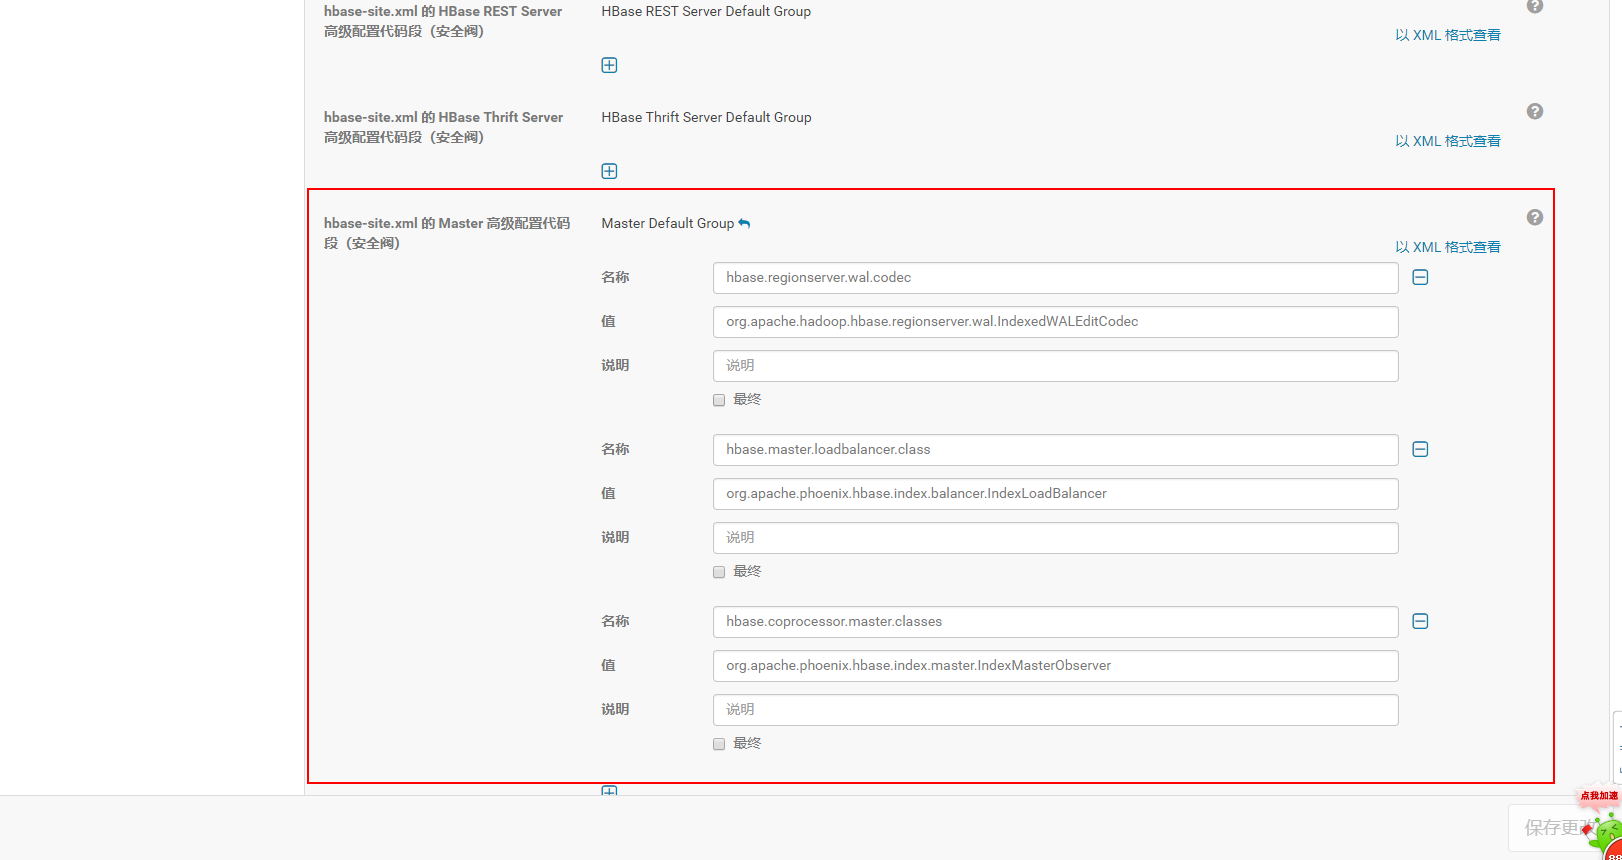 hbase-site.xml 的 HBase REST Server
高级配置代码段（安全阀）
HBase REST Server Default Group
以 XML 格式查看
hbase-site.xml 的 HBase Thrift Server
高级配置代码段（安全阀）
HBase Thrift Server Default Group
以 XML 格式查看
hbase-site.xml 的 Master 高级配置代码
段（安全阀）
Master Default Group
以 XML 格式查看
名称
hbase.regionserver.wal.codec
值
org.apache.hadoop.hbase.regionserver.wal.IndexedWALEditCodec
说明
说明
最终
名称
hbase.master.loadbalancer.class
值
org.apache.phoenix.hbase.index.balancer.IndexLoadBalancer
说明
说明
最终
名称
hbase.coprocessor.master.classes
值
org.apache.phoenix.hbase.index.master.IndexMasterObserver
说明
说明
最终
点我加速
保存更改